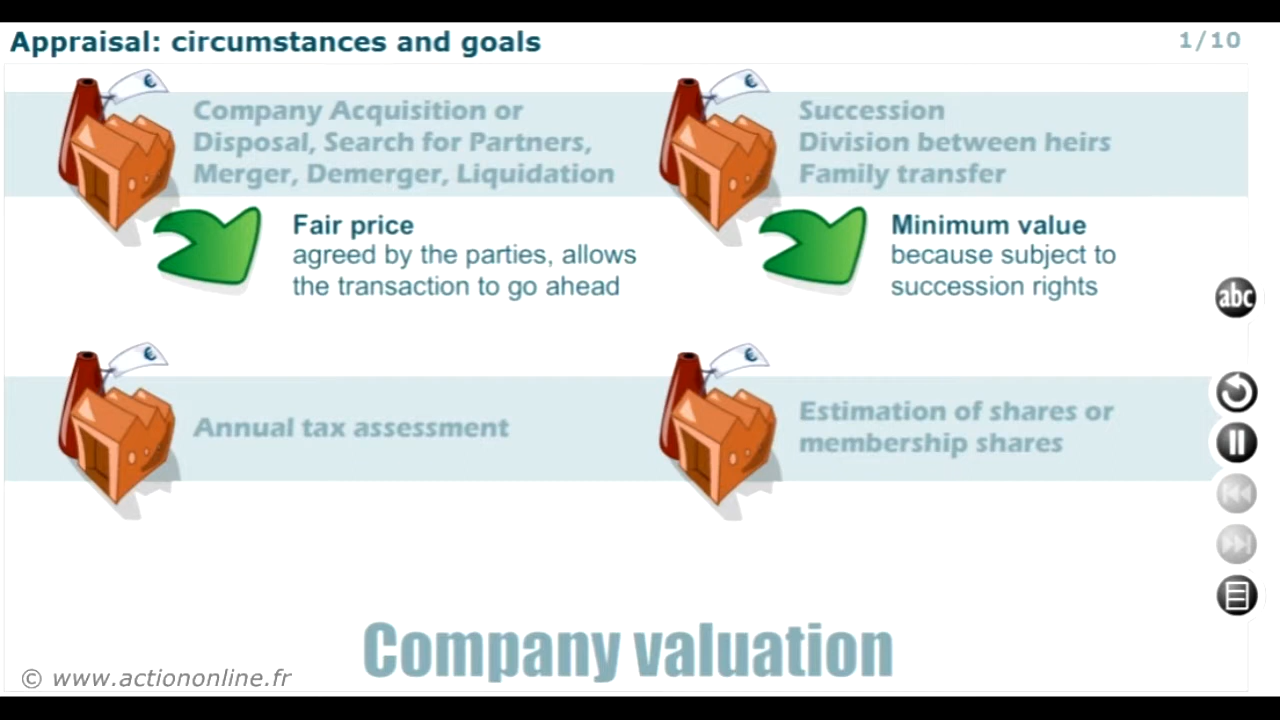 Appraisal: circumstances and goals
1/10
€
Company Acquisition or
Disposal, Search for Partners,
Merger, Demerger, Liquidation
€
Succession
Division between heirs
Family transfer
Fair price
agreed by the parties, allows
the transaction to go ahead
Minimum value
because subject to
succession rights
abc
€
Annual tax assessment
€
Estimation of shares or
membership shares
Company valuation
© www.actiononline.fr